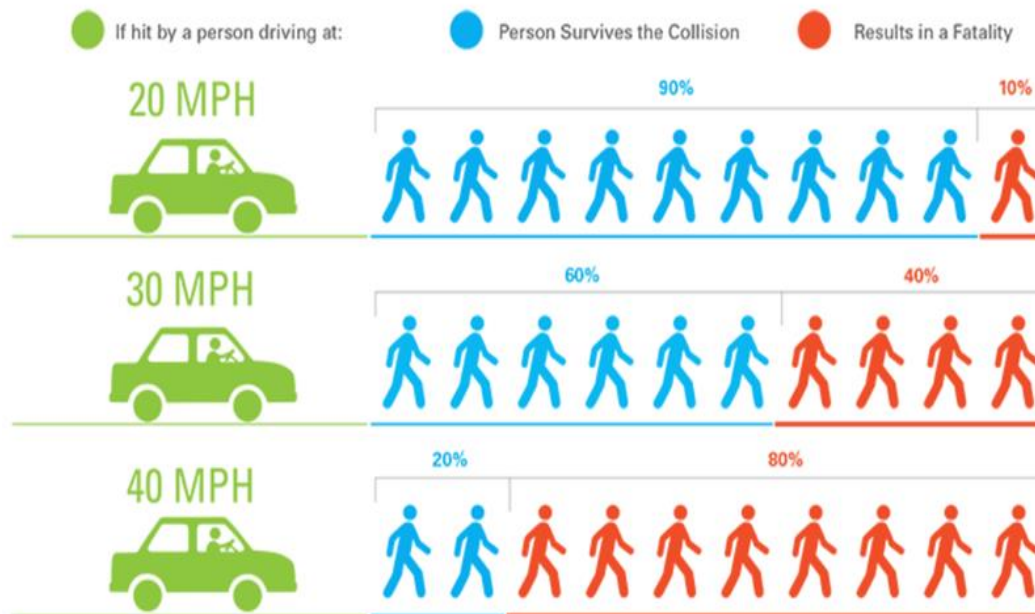 If hit by a person driving at: Person Survives the Collision Results in a Fatality
20 MPH 90% 10%
30 MPH 60% 40%
40 MPH 20% 80%